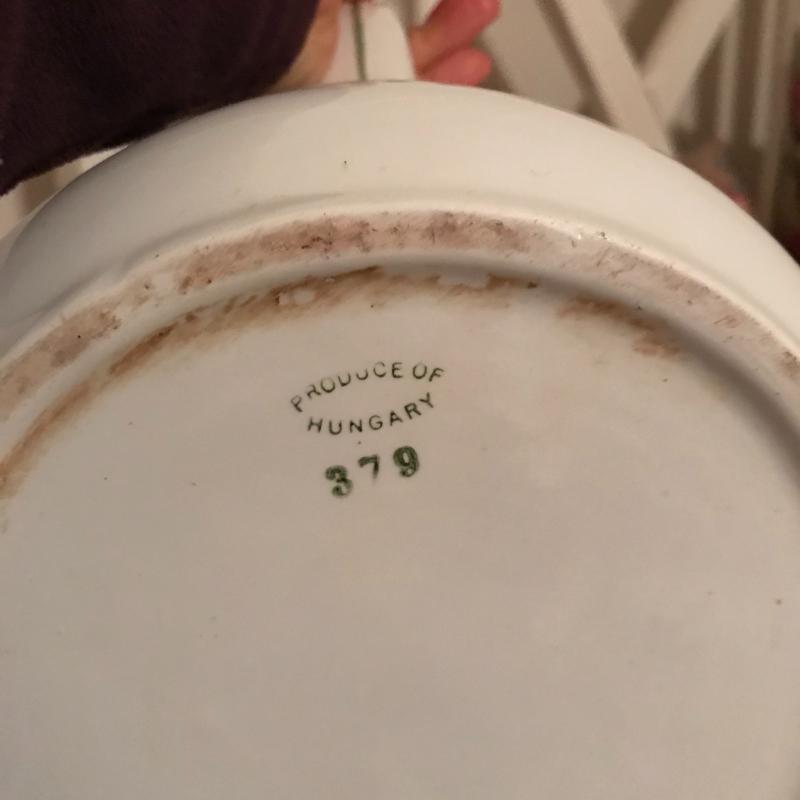 PRODUCE OF
HUNGARY
379